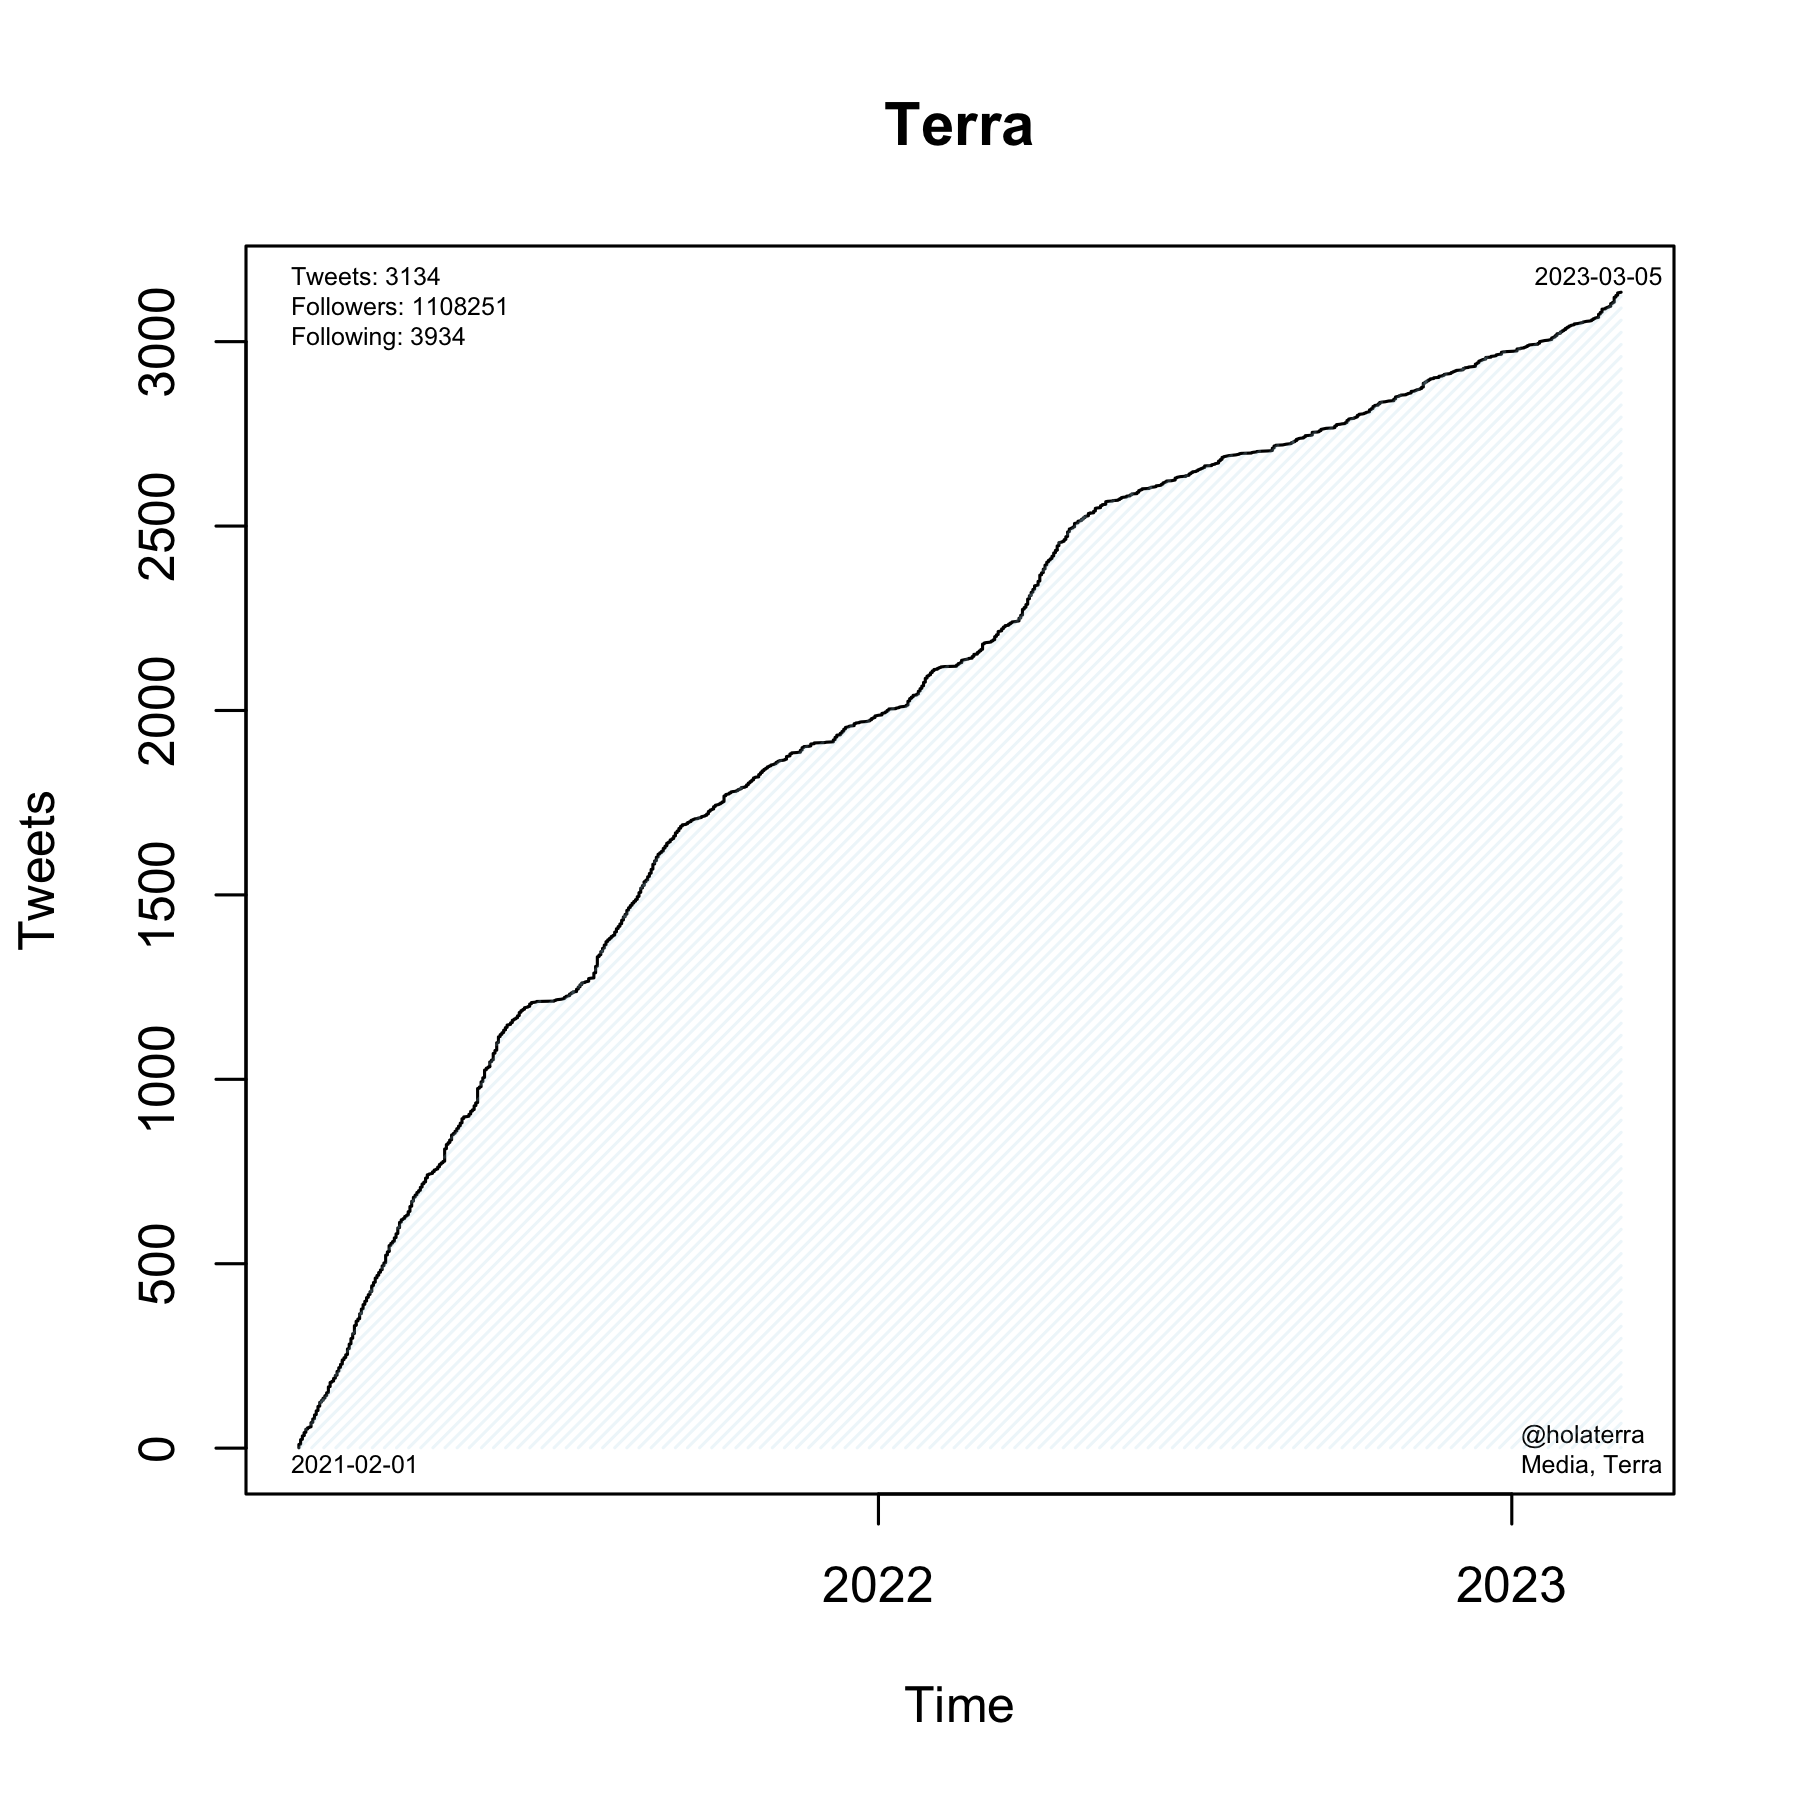 Terra
Tweets: 3134
Followers: 1108251
Following: 3934
2023-03-05
3000
2500
2000
1500
1000
500
0
Tweets
2021-02-01
@holaterra
Media, Terra
2022
2023
Time